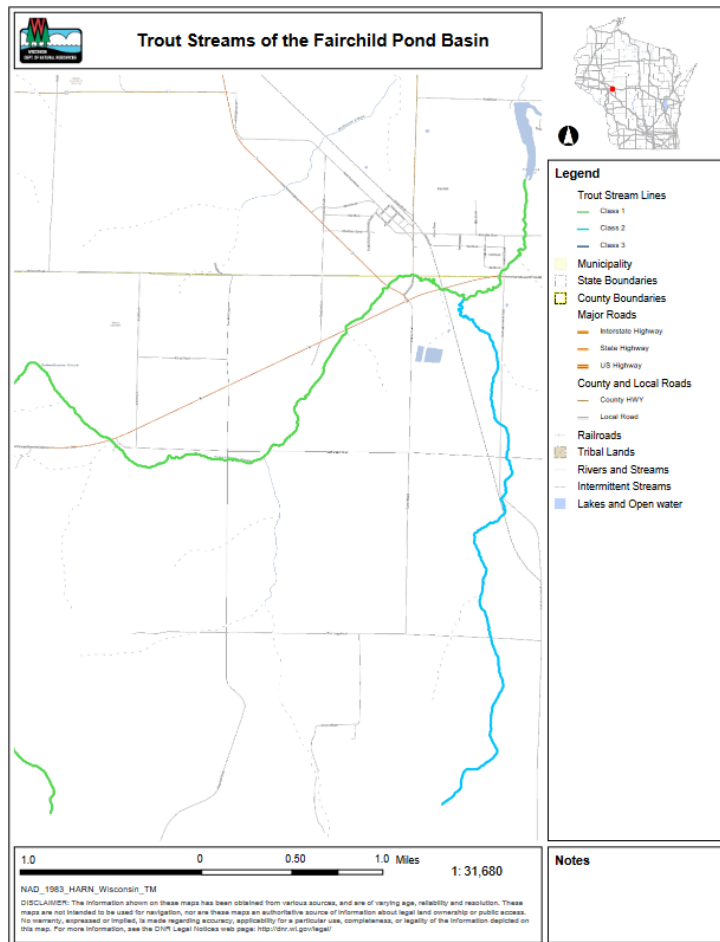 WISCONSIN
DEPT. OF NATURAL RESOURCES
Trout Streams of the Fairchild Pond Basin
Legend
Trout Stream Lines
Class 1
Class 2
Class 3
Municipality
State Boundaries
County Boundaries
Major Roads
Interstate Highway
State Highway
US Highway
County and Local Roads
County HWY
Local Road
Railroads
Tribal Lands
Rivers and Streams
Intermittent Streams
Lakes and Open water
1.0 0 0.50 1.0 Miles
1: 31,680
NAD_1983_HARN_Wisconsin_TM
DISCLAIMER: The information shown on these maps has been obtained from various sources, and are of varying age, reliability and resolution. These
maps are not intended to be used for navigation, nor are these maps an authoritative source of information about legal land ownership or public access.
No warranty, expressed or implied, is made regarding accuracy, applicability for a particular use, completeness, or legality of the information depicted on
this map. For more information, see the DNR Legal Notices web page: http://dnr.wi.gov/legal/
Notes